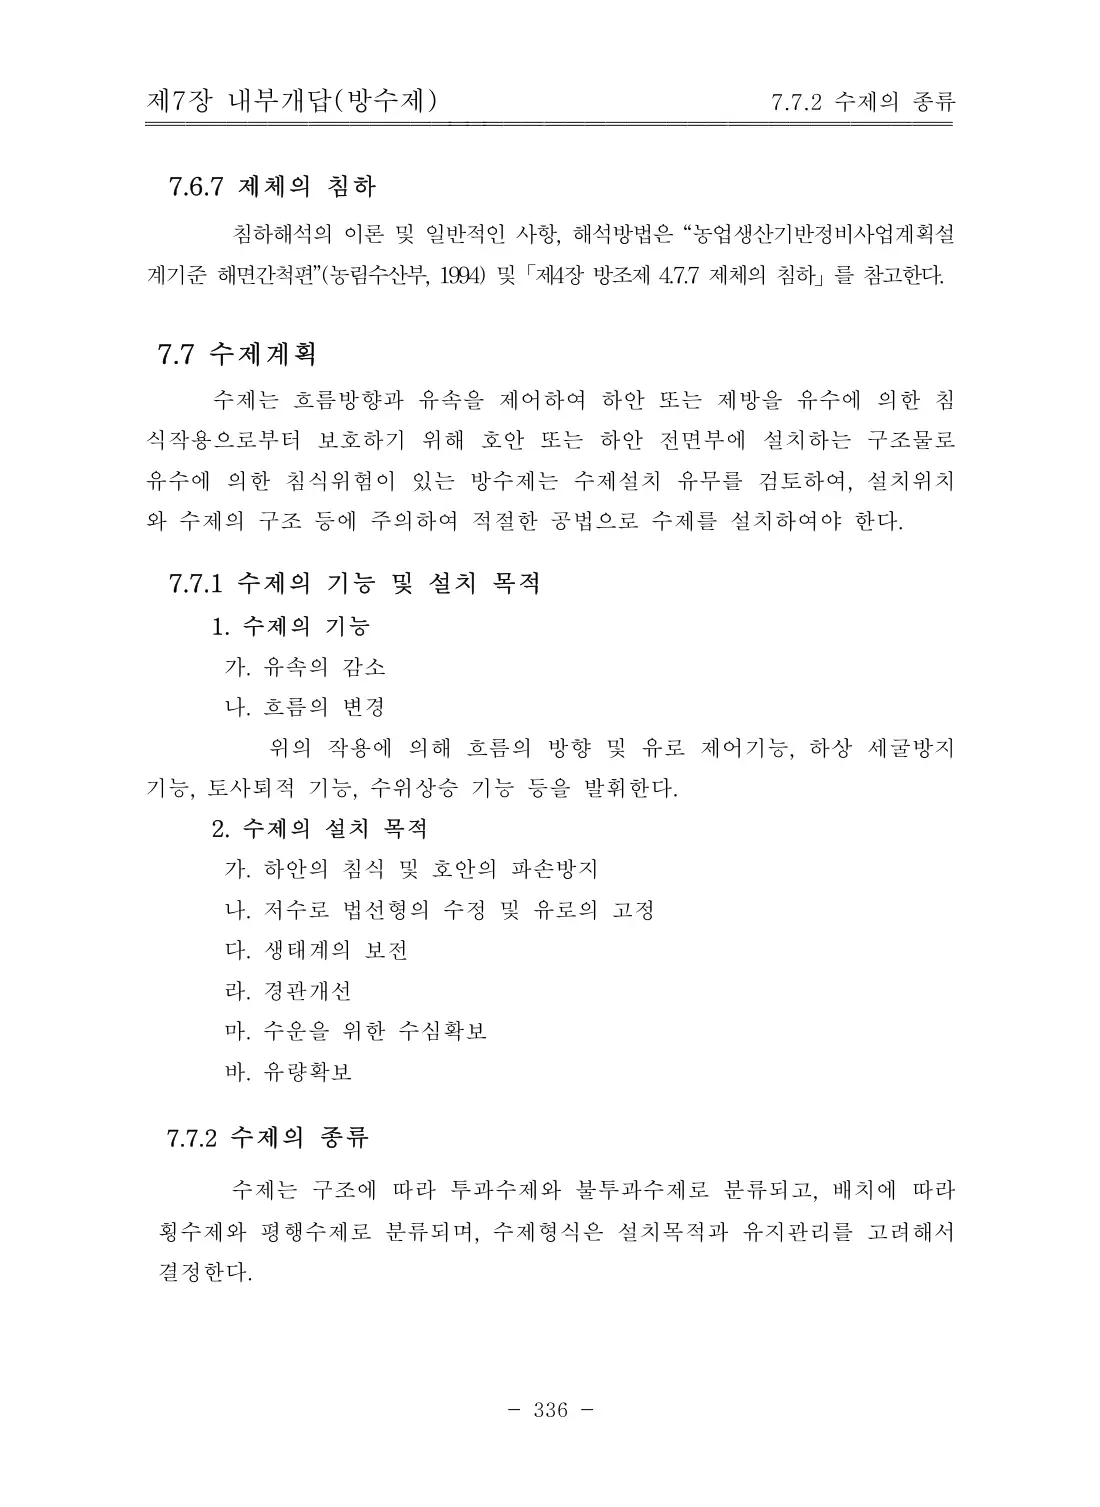 제7장 내부개답(방수제)
7.7.2 수제의 종류
7.6.7 제체의 침하
침하해석의 이론 및 일반적인 사항, 해석방법은 “농업생산기반정비사업계획설
계기준 해면간척편”(농림수산부, 1994) 및「제4장 방조제 4.7.7 제체의 침하」를 참고한다.
7.7 수제계획
수제는 흐름방향과 유속을 제어하여 하안 또는 제방을 유수에 의한 침
식작용으로부터 보호하기 위해 호안 또는 하안 전면부에 설치하는 구조물로
유수에 의한 침식위험이 있는 방수제는 수제설치 유무를 검토하여, 설치위치
와 수제의 구조 등에 주의하여 적절한 공법으로 수제를 설치하여야 한다.
7.7.1 수제의 기능 및 설치 목적
1. 수제의 기능
가. 유속의 감소
나. 흐름의 변경
위의 작용에 의해 흐름의 방향 및 유로 제어기능, 하상 세굴방지
기능, 토사퇴적 기능, 수위상승 기능 등을 발휘한다.
2. 수제의 설치 목적
가. 하안의 침식 및 호안의 파손방지
나. 저수로 법선형의 수정 및 유로의 고정
다. 생태계의 보전
라. 경관개선
마. 수운을 위한 수심확보
바. 유량확보
7.7.2 수제의 종류
수제는 구조에 따라 투과수제와 불투과수제로 분류되고, 배치에 따라
횡수제와 평행수제로 분류되며, 수제형식은 설치목적과 유지관리를 고려해서
결정한다.
- 336 -